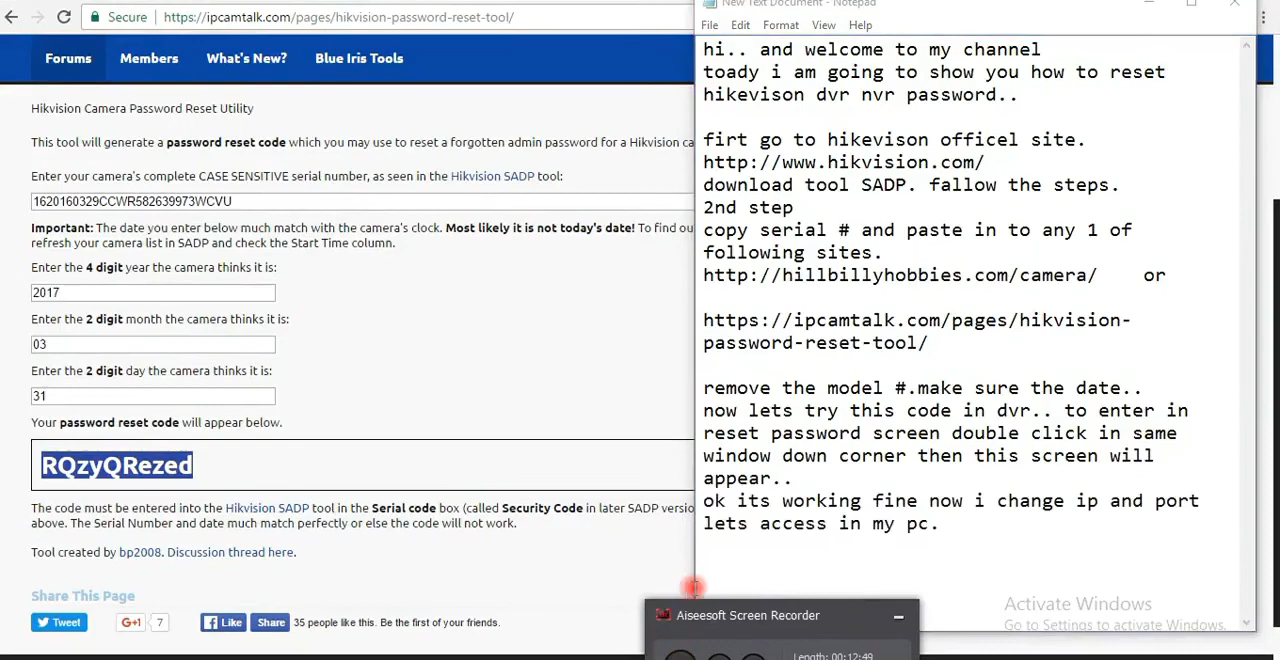 Secure
https://ipcamtalk.com/pages/hikvision-password-reset-tool/
Forums
Members
What's New?
Blue Iris Tools
Hikvision Camera Password Reset Utility
This tool will generate a password reset code which you may use to reset a forgotten admin password for a Hikvision ca
Enter your camera's complete CASE SENSITIVE serial number, as seen in the Hikvision SADP tool:
1620160329CCWR582639973WCVU
Important: The date you enter below much match with the camera's clock. Most likely it is not today's date! To find ou
refresh your camera list in SADP and check the Start Time column.
Enter the 4 digit year the camera thinks it is:
2017
Enter the 2 digit month the camera thinks it is:
03
Enter the 2 digit day the camera thinks it is:
31
Your password reset code will appear below.
RQzyQRezed
The code must be entered into the Hikvision SADP tool in the Serial code box (called Security Code in later SADP versio
above. The Serial Number and date much match perfectly or else the code will not work.
Tool created by bp2008. Discussion thread here.
Share This Page
Tweet
G+1
7
Like
Share
35 people like this. Be the first of your friends.
New Text Document - Notepad
File Edit Format View Help
hi.. and welcome to my channel
toady i am going to show you how to reset
hikevison dvr nvr password..
firt go to hikevison officel site.
http://www.hikvision.com/
download tool SADP. fallow the steps.
2nd step
copy serial # and paste in to any 1 of
following sites.
http://hillbillyhobbies.com/camera/ or
https://ipcamtalk.com/pages/hikvision-
password-reset-tool/
remove the model #.make sure the date..
now lets try this code in dvr.. to enter in
reset password screen double click in same
window down corner then this screen will
appear..
ok its working fine now i change ip and port
lets access in my pc.
Activate Windows
Go to Settings to activate Windows.
Aiseesoft Screen Recorder
Length: 00:12:49